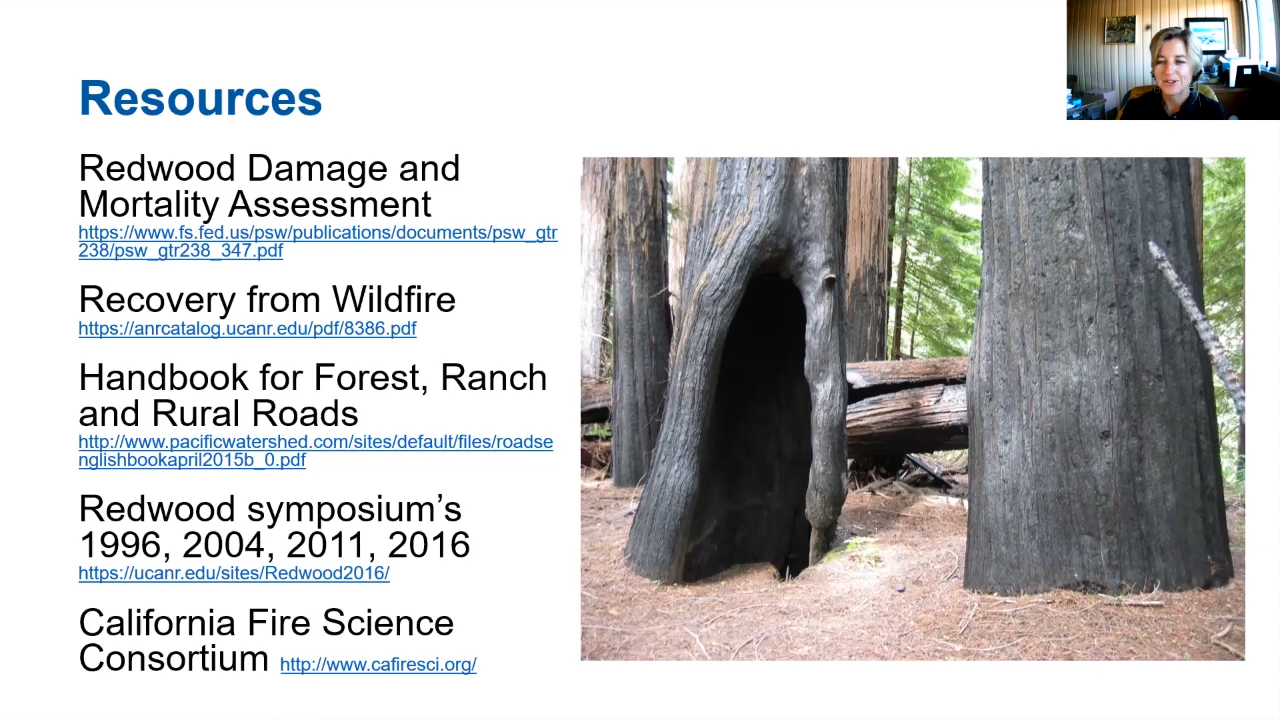 Resources
Redwood Damage and
Mortality Assessment
https://www.fs.fed.us/psw/publications/documents/psw_gtr
238/psw_gtr238_347.pdf
Recovery from Wildfire
https://anrcatalog.ucanr.edu/pdf/8386.pdf
Handbook for Forest, Ranch
and Rural Roads
http://www.pacificwatershed.com/sites/default/files/roadse
nglishbookapril2015b_0.pdf
Redwood symposium's
1996, 2004, 2011, 2016
https://ucanr.edu/sites/Redwood2016/
California Fire Science
Consortium http://www.cafiresci.org/